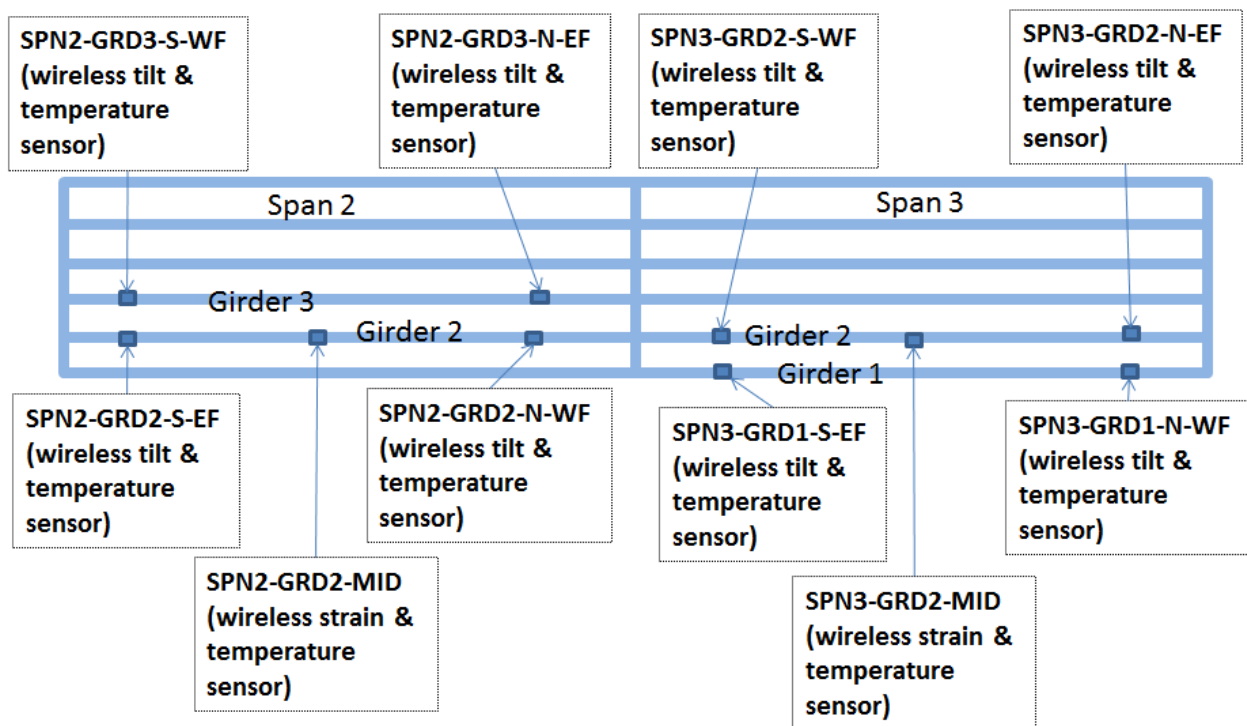 SPN2-GRD3-S-WF
(wireless tilt &
temperature
sensor)
SPN2-GRD3-N-EF
(wireless tilt &
temperature
sensor)
SPN3-GRD2-S-WF
(wireless tilt &
temperature
sensor)
SPN3-GRD2-N-EF
(wireless tilt &
temperature
sensor)
Span 2
Span 3
Girder 3
Girder 2
Girder 2
Girder 1
SPN2-GRD2-S-EF
(wireless tilt &
temperature
sensor)
SPN2-GRD2-N-WF
(wireless tilt &
temperature
sensor)
SPN3-GRD1-S-EF
(wireless tilt &
temperature
sensor)
SPN3-GRD1-N-WF
(wireless tilt &
temperature
sensor)
SPN2-GRD2-MID
(wireless strain &
temperature
sensor)
SPN3-GRD2-MID
(wireless strain &
temperature
sensor)